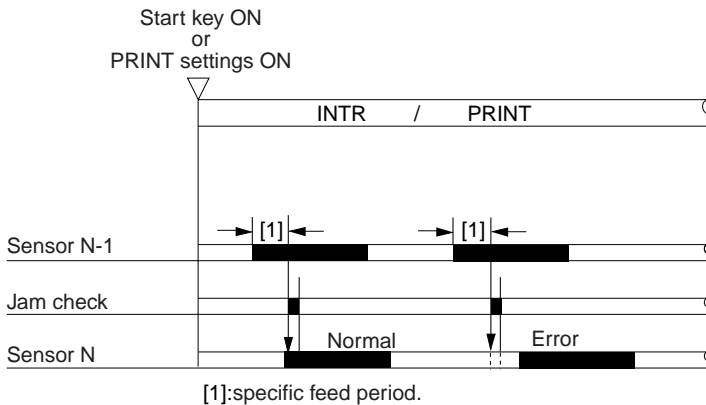 Start key ON
or
PRINT settings ON
INTR / PRINT
[1] [1]
Sensor N-1
Jam check
Normal Error
Sensor N
[1]:specific feed period.